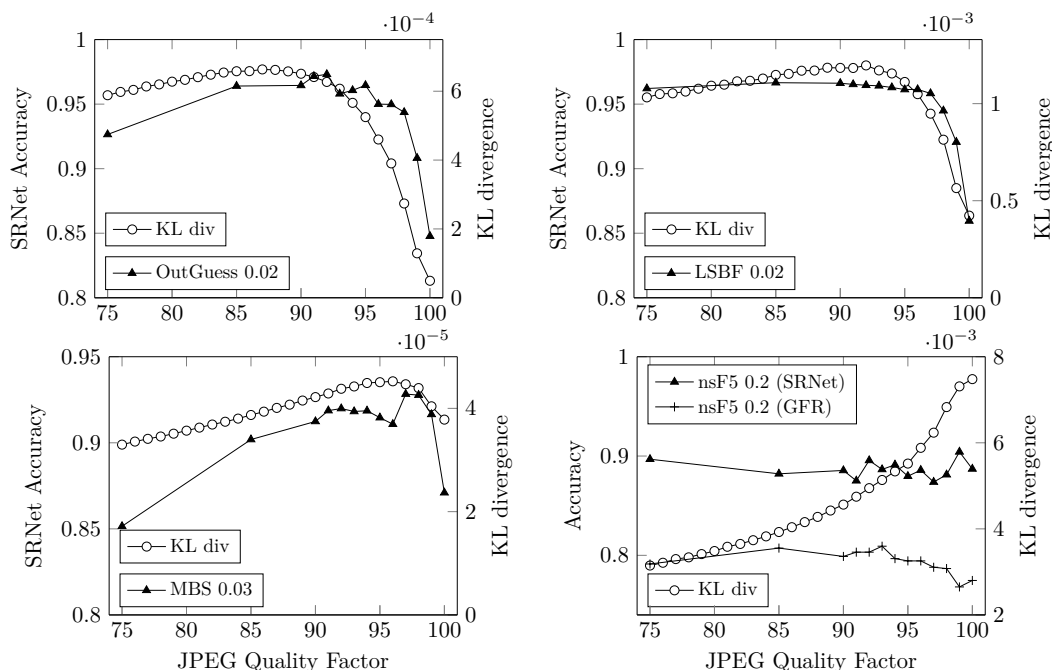 ·10⁻⁴
1
0.95
0.9
0.85
0.8
SRNet Accuracy
KL div
OutGuess 0.02
6
4
2
0
KL divergence
75 80 85 90 95 100
·10⁻³
1
0.95
0.9
0.85
0.8
SRNet Accuracy
KL div
LSBF 0.02
1
0.5
0
KL divergence
75 80 85 90 95 100
·10⁻⁵
0.95
0.9
0.85
0.8
SRNet Accuracy
KL div
MBS 0.03
4
2
0
KL divergence
75 80 85 90 95 100
JPEG Quality Factor
·10⁻³
1
0.9
0.8
Accuracy
nsF5 0.2 (SRNet)
nsF5 0.2 (GFR)
KL div
8
6
4
2
KL divergence
75 80 85 90 95 100
JPEG Quality Factor